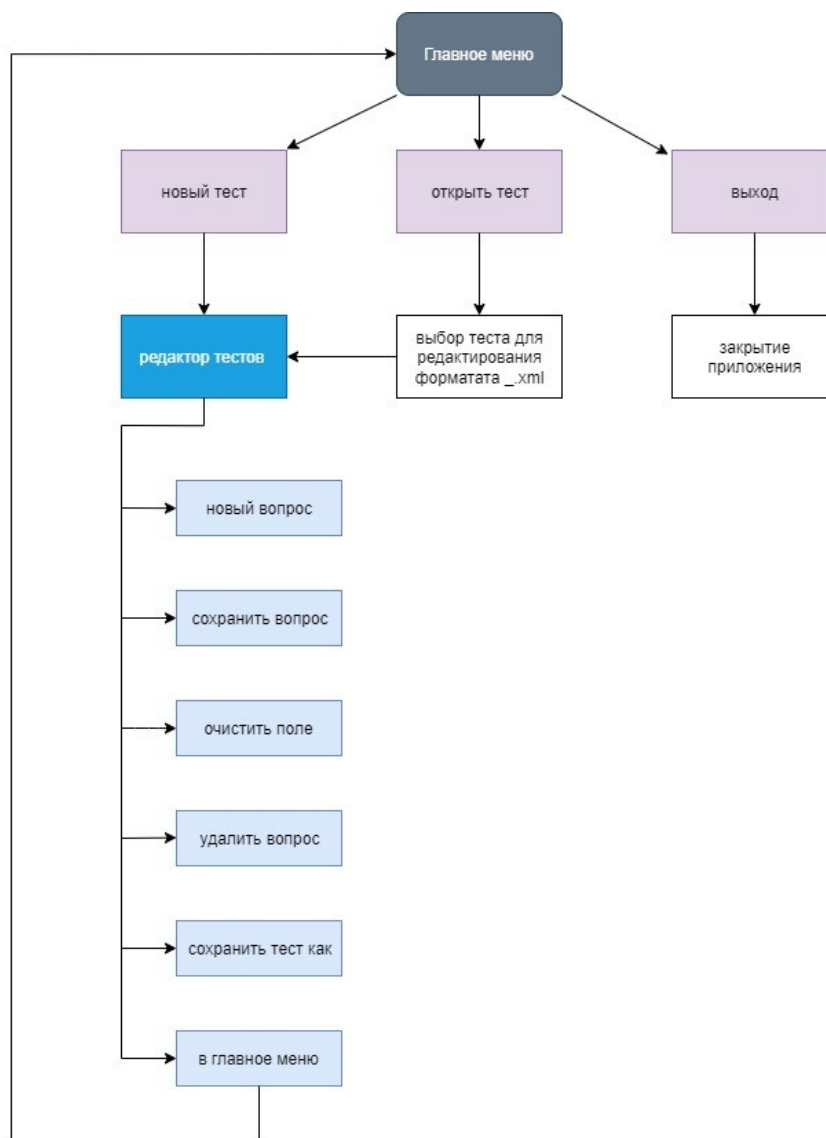 Главное меню
новый тест
открыть тест
выход
редактор тестов
выбор теста для
редактирования
форматата _.xml
закрытие
приложения
новый вопрос
сохранить вопрос
очистить поле
удалить вопрос
сохранить тест как
в главное меню